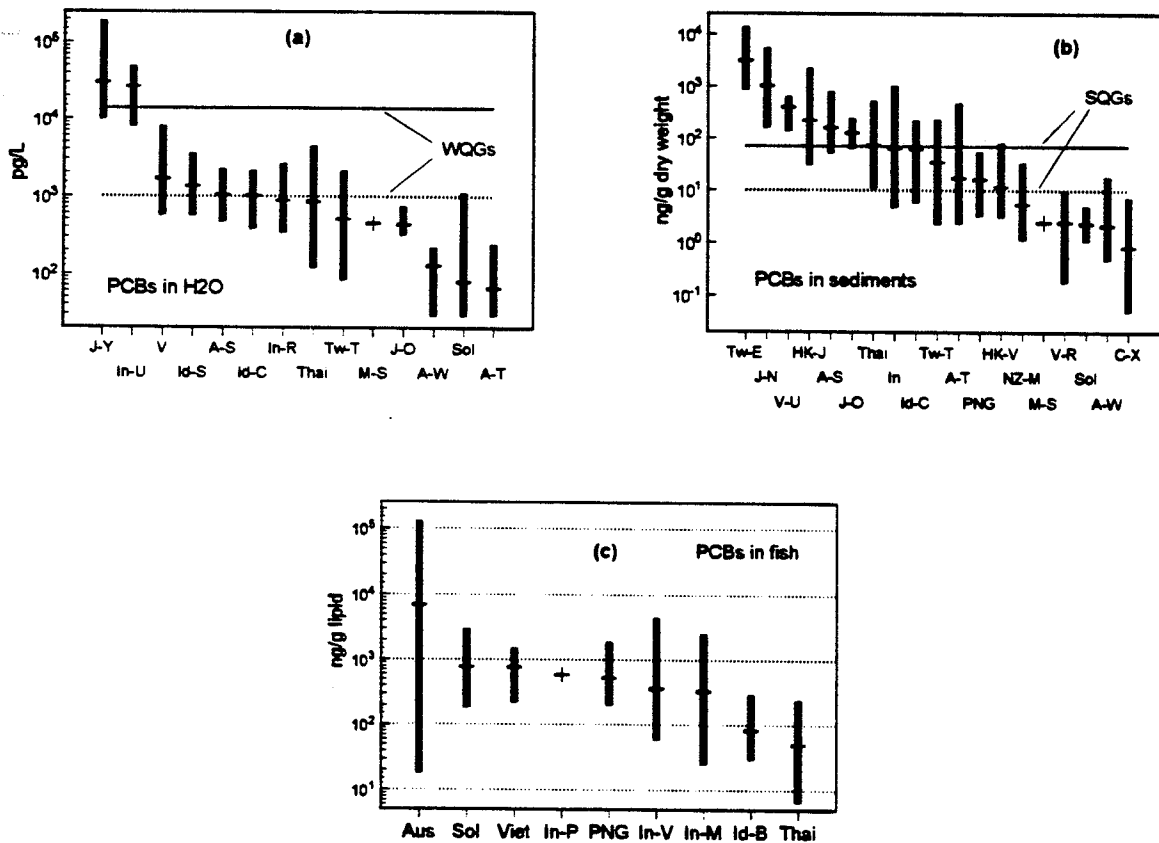 (a)
10⁵
10⁴
10³
10²
pg/L
WQGs
PCBs in H2O
J-Y V A-S In-R Tw-T J-O Sol
In-U Id-S Id-C Thai M-S A-W A-T
(b)
10⁴
10³
10²
10¹
10⁰
10⁻¹
ng/g dry weight
SQGs
PCBs in sediments
Tw-E HK-J Thai Tw-T HK-V V-R C-X
J-N A-S In A-T NZ-M Sol
V-U J-O Id-C PNG M-S A-W
(c) PCBs in fish
10⁵
10⁴
10³
10²
10¹
ng/g lipid
Aus Sol Viet In-P PNG In-V In-M Id-B Thai